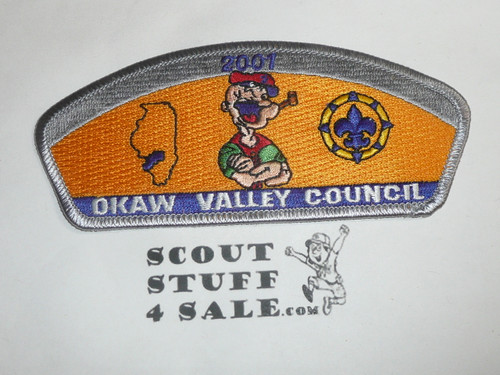 2001
OKAW VALLEY COUNCIL
SCOUT
STUFF
4 SALE.COM